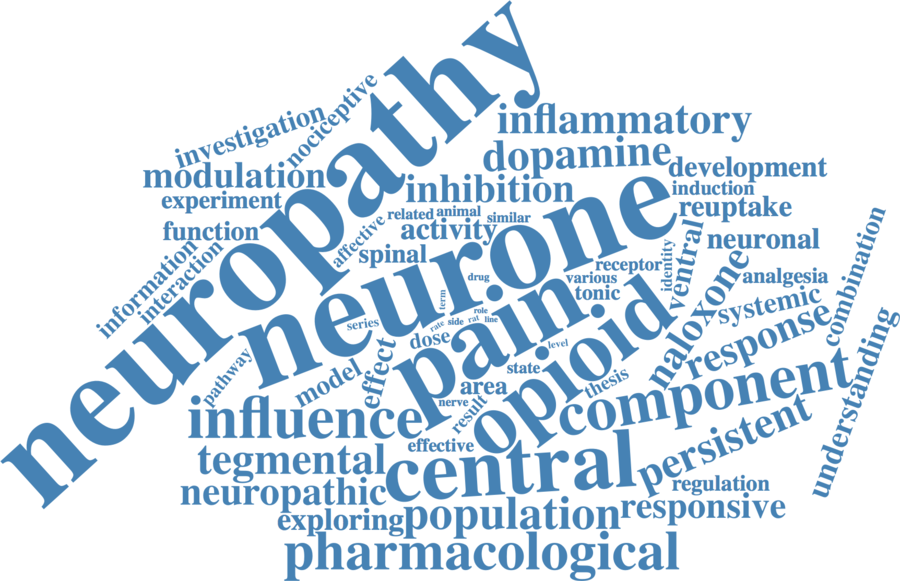 neuropathy
nociceptive
investigation
inflammatory
dopamine
modulation
development
inhibition
induction
experiment
reuptake
related
animal
similar
affective
activity
function
neurone
neuronal
ventral
spinal
information
interaction
identity
receptor
various
analgesia
combination
drug
tonic
naloxone
systemic
term
role
series
rate
side
rat
line
dose
pain
opioid
response
level
effect
model
pathway
state
area
thesis
component
nerve
result
understanding
influence
effective
persistent
tegmental
central
neuropathic
regulation
exploring
population
responsive
pharmacological